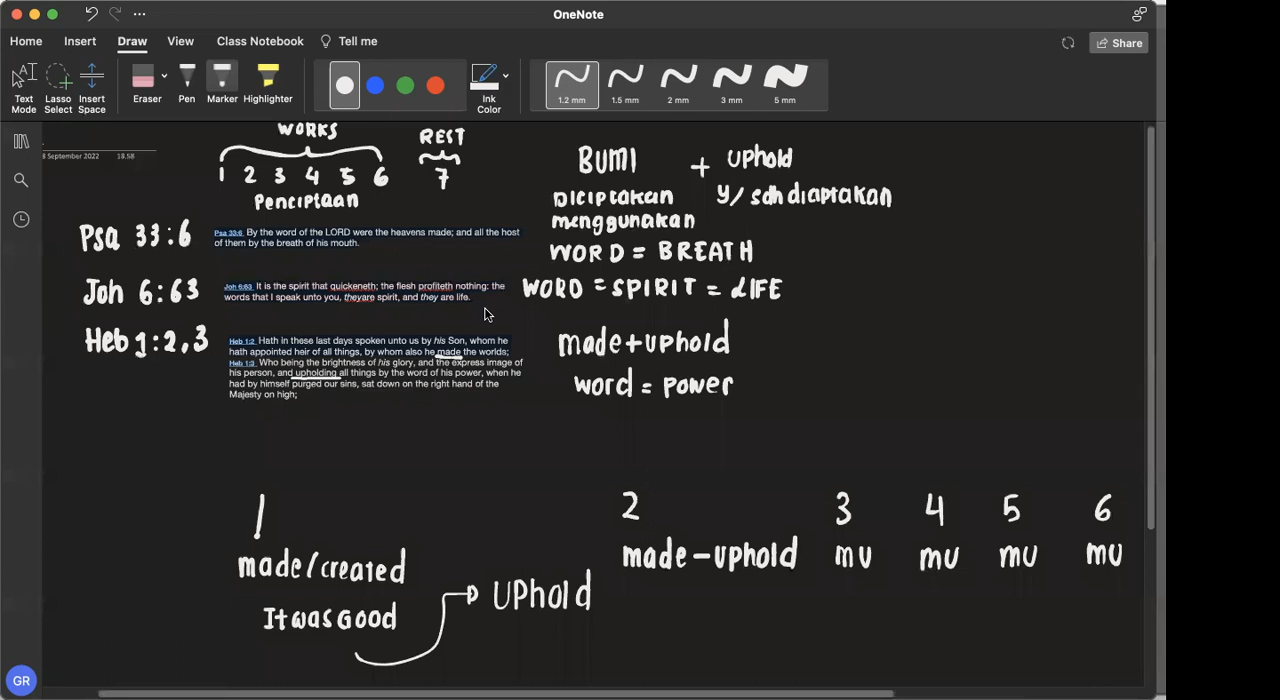 OneNote
Home Insert Draw View Class Notebook Tell me
Share
Text Mode
Lasso Select
Insert Space
Eraser
Pen
Marker
Highlighter
Ink Color
1.2 mm
1.5 mm
2 mm
3 mm
5 mm
September 2022 18.58
WORKS
1 2 3 4 5 6
Penciptaan
REST
7
BUMI + uphold
Diciptakan y/ sdh diciptakan
menggunakan
WORD = BREATH
Psa 33:6
Psa 33:6 By the word of the LORD were the heavens made; and all the host
of them by the breath of his mouth.
Joh 6:63
Joh 6:63 It is the spirit that quickeneth; the flesh profiteth nothing: the
words that I speak unto you, theyare spirit, and they are life.
WORD = SPIRIT = LIFE
Heb 1:2,3
Heb 1:2 Hath in these last days spoken unto us by his Son, whom he
hath appointed heir of all things, by whom also he made the worlds;
Heb 1:3 Who being the brightness of his glory, and the express image of
his person, and upholding all things by the word of his power, when he
had by himself purged our sins, sat down on the right hand of the
Majesty on high;
made+uphold
word = power
1 2 3 4 5 6
made/created made-uphold mu mu mu mu
It was Good UPhold
GR